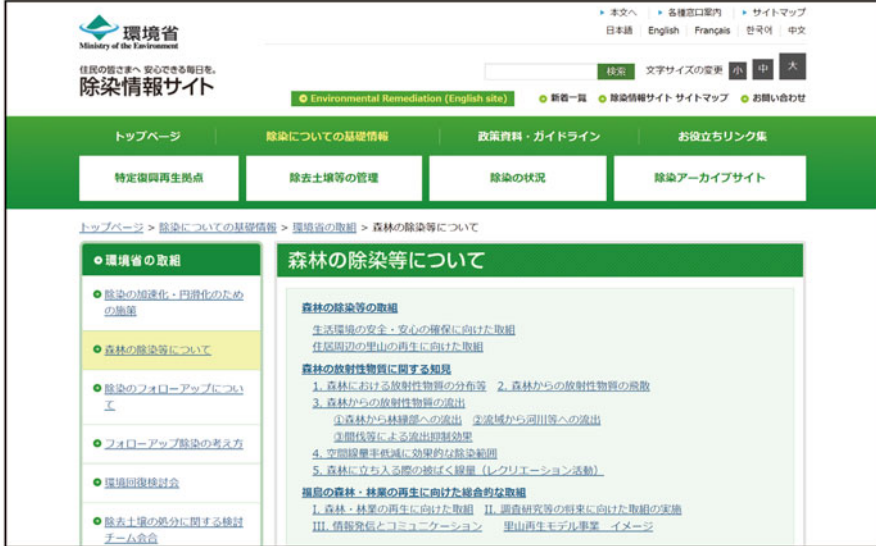 本文へ 各種窓口案内 サイトマップ
環境省
Ministry of the Environment
日本語 English Français 한국어 中文
住民の皆さまへ 安心できる毎日を。
除染情報サイト
検索 文字サイズの変更 小 中 大
Environmental Remediation (English site) 新着一覧 除染情報サイト サイトマップ お問い合わせ
トップページ 除染についての基礎情報 政策資料・ガイドライン お役立ちリンク集
特定復興再生拠点 除去土壌等の管理 除染の状況 除染アーカイブサイト
トップページ > 除染についての基礎情報 > 環境省の取組 > 森林の除染等について
環境省の取組
除染の加速化・円滑化のため
の施策
森林の除染等について
除染のフォローアップについ
て
フォローアップ除染の考え方
環境回復検討会
除去土壌の処分に関する検討
チーム会合
森林の除染等について
森林の除染等の取組
生活環境の安全・安心の確保に向けた取組
住居周辺の里山の再生に向けた取組
森林の放射性物質に関する知見
1. 森林における放射性物質の分布等 2. 森林からの放射性物質の飛散
3. 森林からの放射性物質の流出
①森林から林縁部への流出 ②流域から河川等への流出
③間伐等による流出抑制効果
4. 空間線量率低減に効果的な除染範囲
5. 森林に立ち入る際の被ばく線量（レクリエーション活動）
福島の森林・林業の再生に向けた総合的な取組
I. 森林・林業の再生に向けた取組 II. 調査研究等の将来に向けた取組の実施
III. 情報発信とコミュニケーション 里山再生モデル事業 イメージ